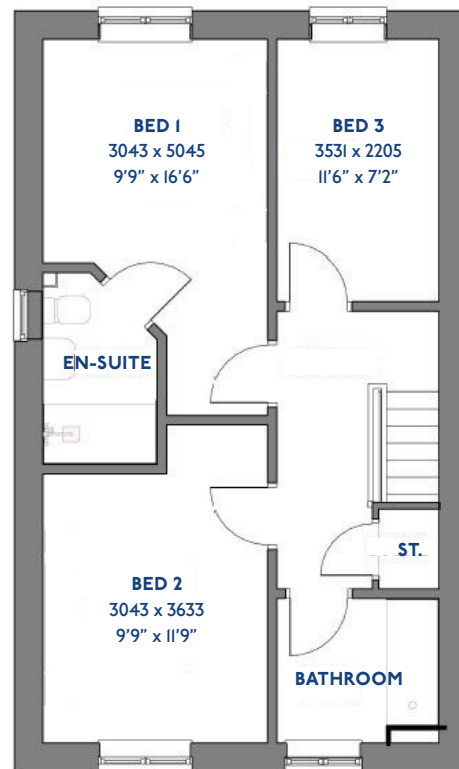 BED 1
3043 x 5045
9’9” x 16’6”
BED 3
3531 x 2205
11’6” x 7’2”
EN-SUITE
ST.
BED 2
3043 x 3633
9’9” x 11’9”
BATHROOM